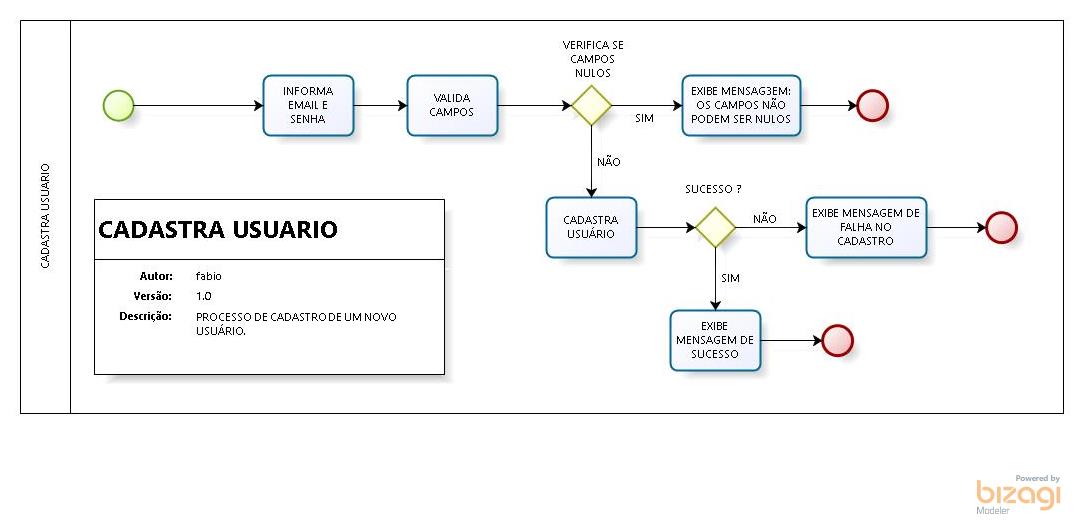 CADASTRA USUARIO
INFORMA
EMAIL E
SENHA
VALIDA
CAMPOS
VERIFICA SE
CAMPOS
NULOS
SIM
EXIBE MENSAG3EM:
OS CAMPOS NÃO
PODEM SER NULOS
NÃO
CADASTRA
USUÁRIO
SUCESSO ?
NÃO
EXIBE MENSAGEM DE
FALHA NO
CADASTRO
SIM
EXIBE
MENSAGEM DE
SUCESSO
CADASTRA USUARIO
Autor: fabio
Versão: 1.0
Descrição: PROCESSO DE CADASTRO DE UM NOVO
USUÁRIO.
Powered by
bizagi
Modeler